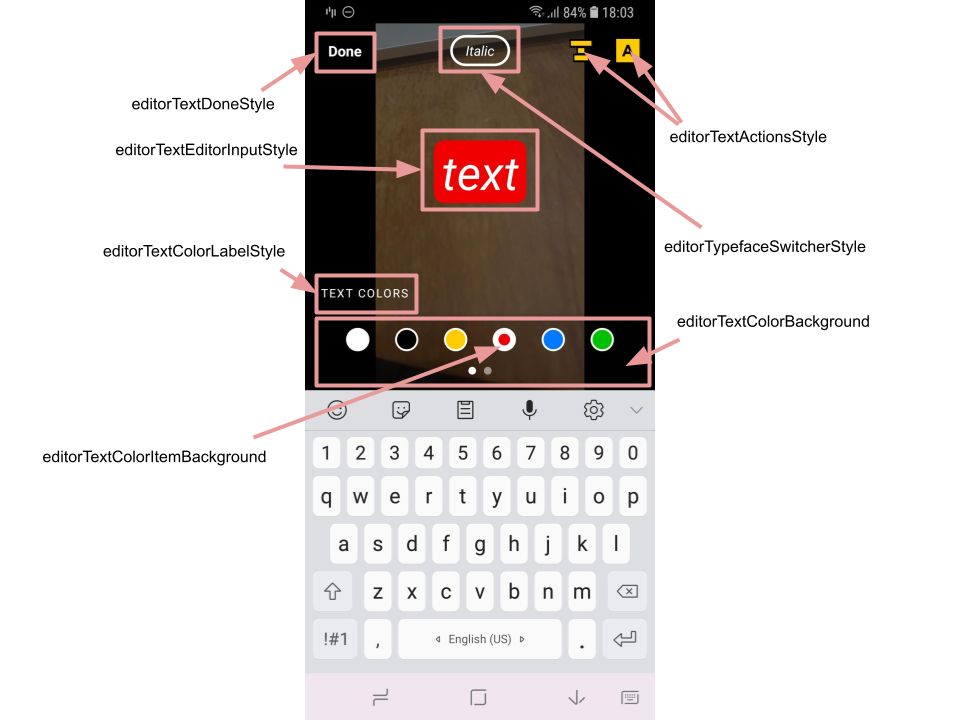 84% 18:03
Done
Italic
A
editorTextDoneStyle
editorTextActionsStyle
editorTextEditorInputStyle
text
editorTypefaceSwitcherStyle
editorTextColorLabelStyle
TEXT COLORS
editorTextColorBackground
editorTextColorItemBackground
1 2 3 4 5 6 7 8 9 0
q w e r t y u i o p
a s d f g h j k l
z x c v b n m
!#1 , English (US) .